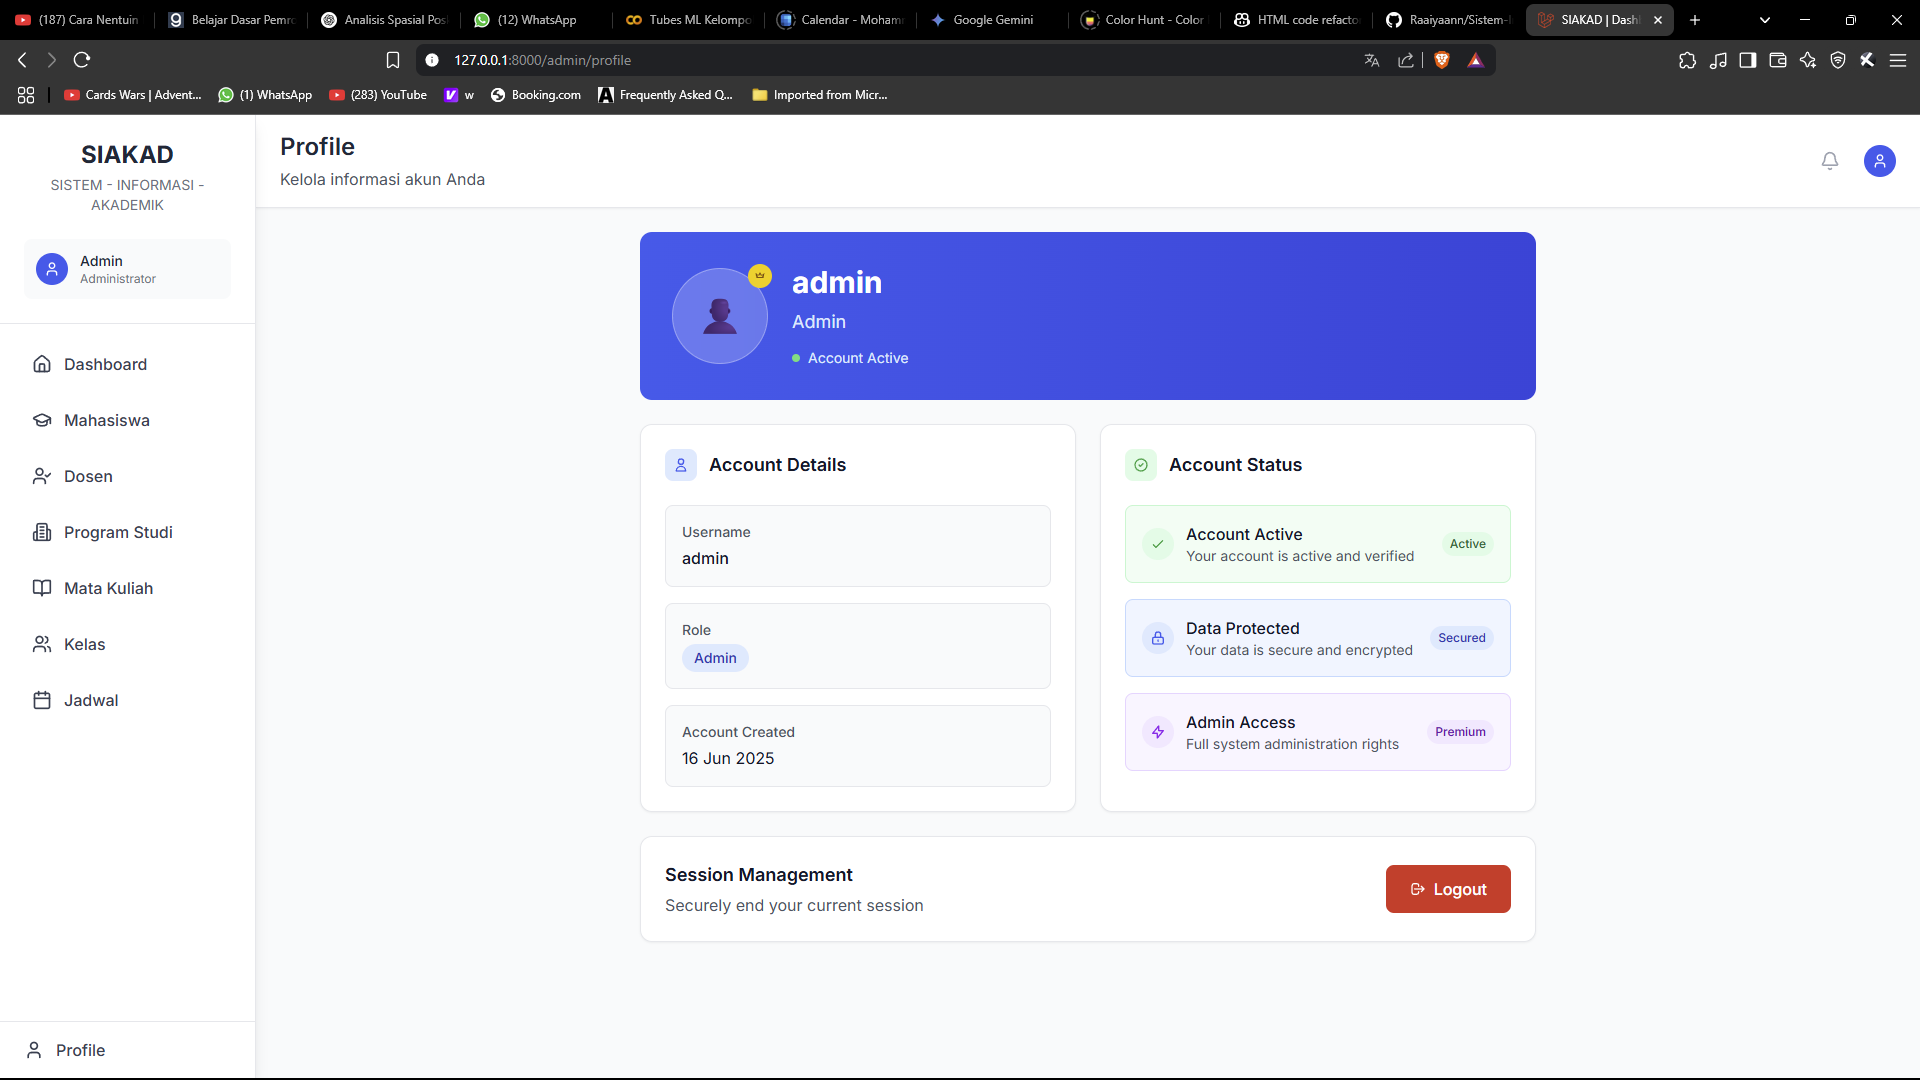 (187) Cara Nentuin
Belajar Dasar Pemro
Analisis Spasial Pos
(12) WhatsApp
Tubes ML Kelompo
Calendar - Moham
Google Gemini
Color Hunt - Color
HTML code refacto
Raaiyaann/Sistem-I
SIAKAD | Dash
127.0.0.1:8000/admin/profile
Cards Wars | Advent...
(1) WhatsApp
(283) YouTube
w
Booking.com
Frequently Asked Q...
Imported from Micr...
SIAKAD
SISTEM - INFORMASI -
AKADEMIK
Admin
Administrator
Dashboard
Mahasiswa
Dosen
Program Studi
Mata Kuliah
Kelas
Jadwal
Profile
Profile
Kelola informasi akun Anda
admin
Admin
Account Active
Account Details
Username
admin
Role
Admin
Account Created
16 Jun 2025
Account Status
Account Active
Your account is active and verified
Active
Data Protected
Your data is secure and encrypted
Secured
Admin Access
Full system administration rights
Premium
Session Management
Securely end your current session
Logout